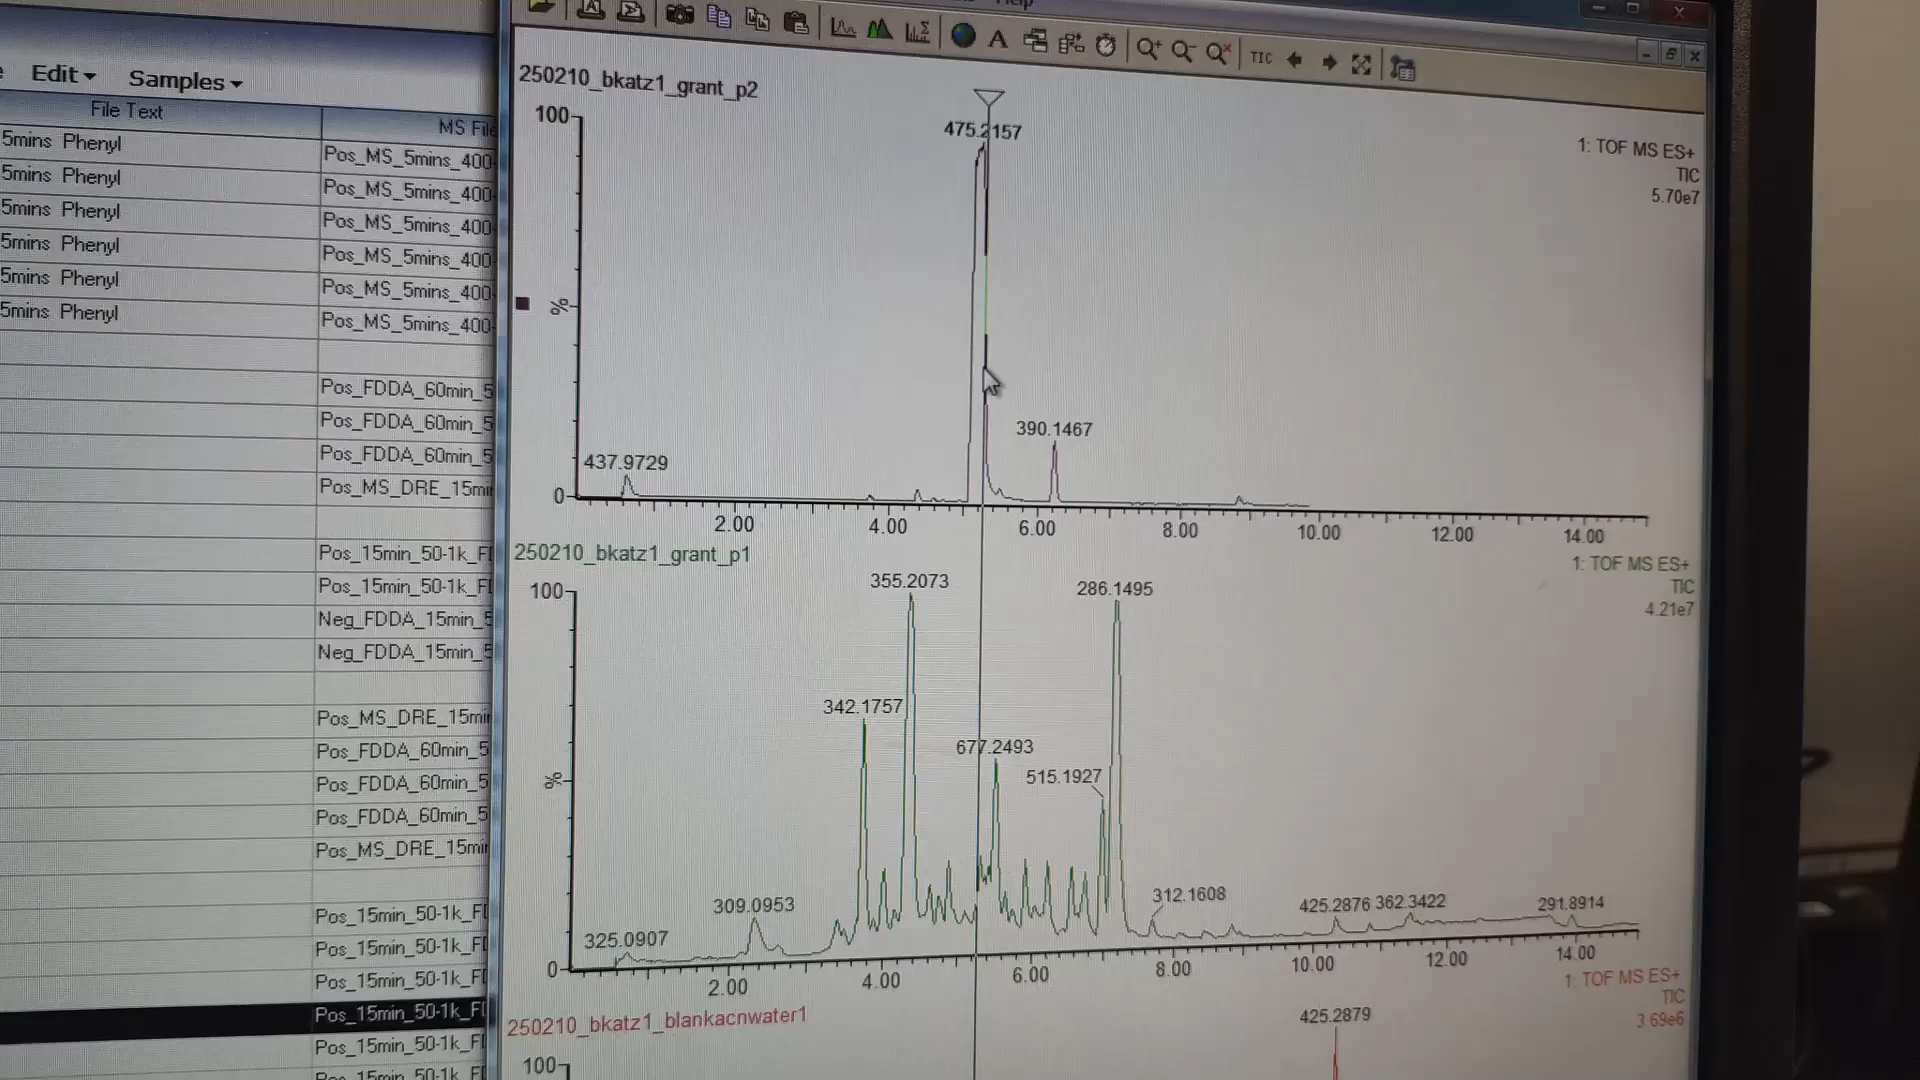 Help
Edit Samples
File Text MS File
5mins Phenyl Pos_MS_5mins_400-
5mins Phenyl Pos_MS_5mins_400-
5mins Phenyl Pos_MS_5mins_400-
5mins Phenyl Pos_MS_5mins_400-
5mins Phenyl Pos_MS_5mins_400-
5mins Phenyl Pos_MS_5mins_400-
Pos_FDDA_60min_5
Pos_FDDA_60min_5
Pos_FDDA_60min_5
Pos_MS_DRE_15min
Pos_15min_50-1k_F
Pos_15min_50-1k_F
Neg_FDDA_15min_5
Neg_FDDA_15min_5
Pos_MS_DRE_15min
Pos_FDDA_60min_5
Pos_FDDA_60min_5
Pos_FDDA_60min_5
Pos_MS_DRE_15min
Pos_15min_50-1k_F
Pos_15min_50-1k_F
Pos_15min_50-1k_F
Pos_15min_50-1k_F
Pos_15min_50-1k_F
Pos_15min_50-1k_F
A TIC
250210_bkatz1_grant_p2
1: TOF MS ES+
TIC
5.70e7
100
475.2157
%
390.1467
437.9729
0
2.00 4.00 6.00 8.00 10.00 12.00 14.00
250210_bkatz1_grant_p1
1: TOF MS ES+
TIC
4.21e7
100
355.2073
286.1495
342.1757
677.2493
515.1927
%
309.0953
312.1608
425.2876 362.3422
291.8914
325.0907
0
2.00 4.00 6.00 8.00 10.00 12.00 14.00
250210_bkatz1_blankacnwater1
1: TOF MS ES+
TIC
3.69e6
425.2879
100